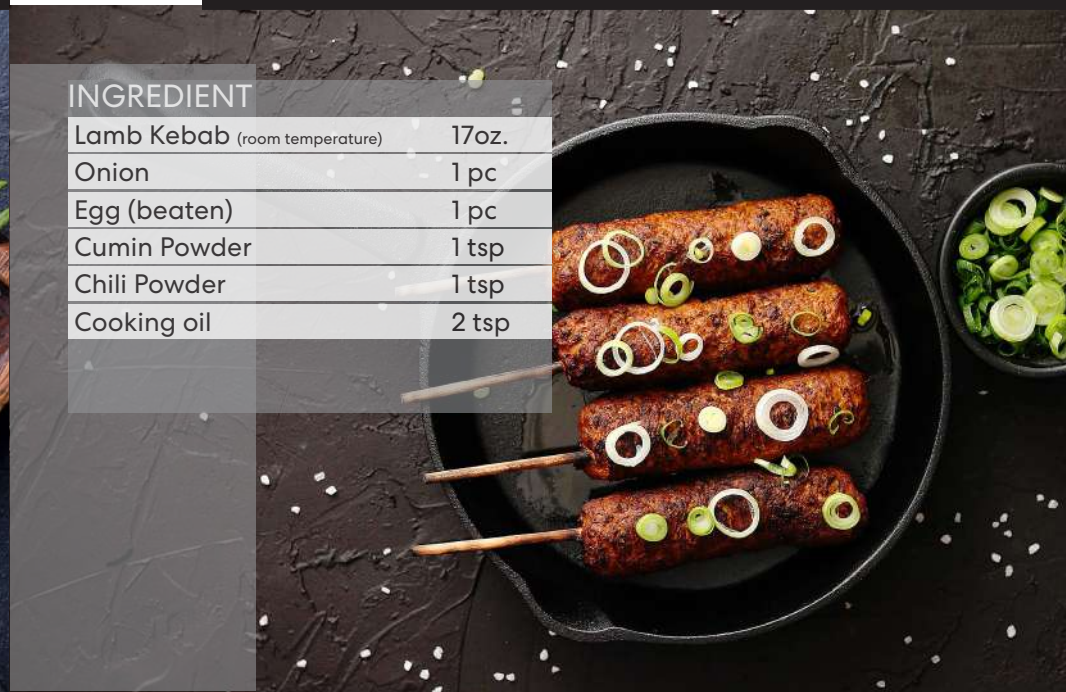 INGREDIENT
Lamb Kebab (room temperature) 17oz.
Onion 1 pc
Egg (beaten) 1 pc
Cumin Powder 1 tsp
Chili Powder 1 tsp
Cooking oil 2 tsp